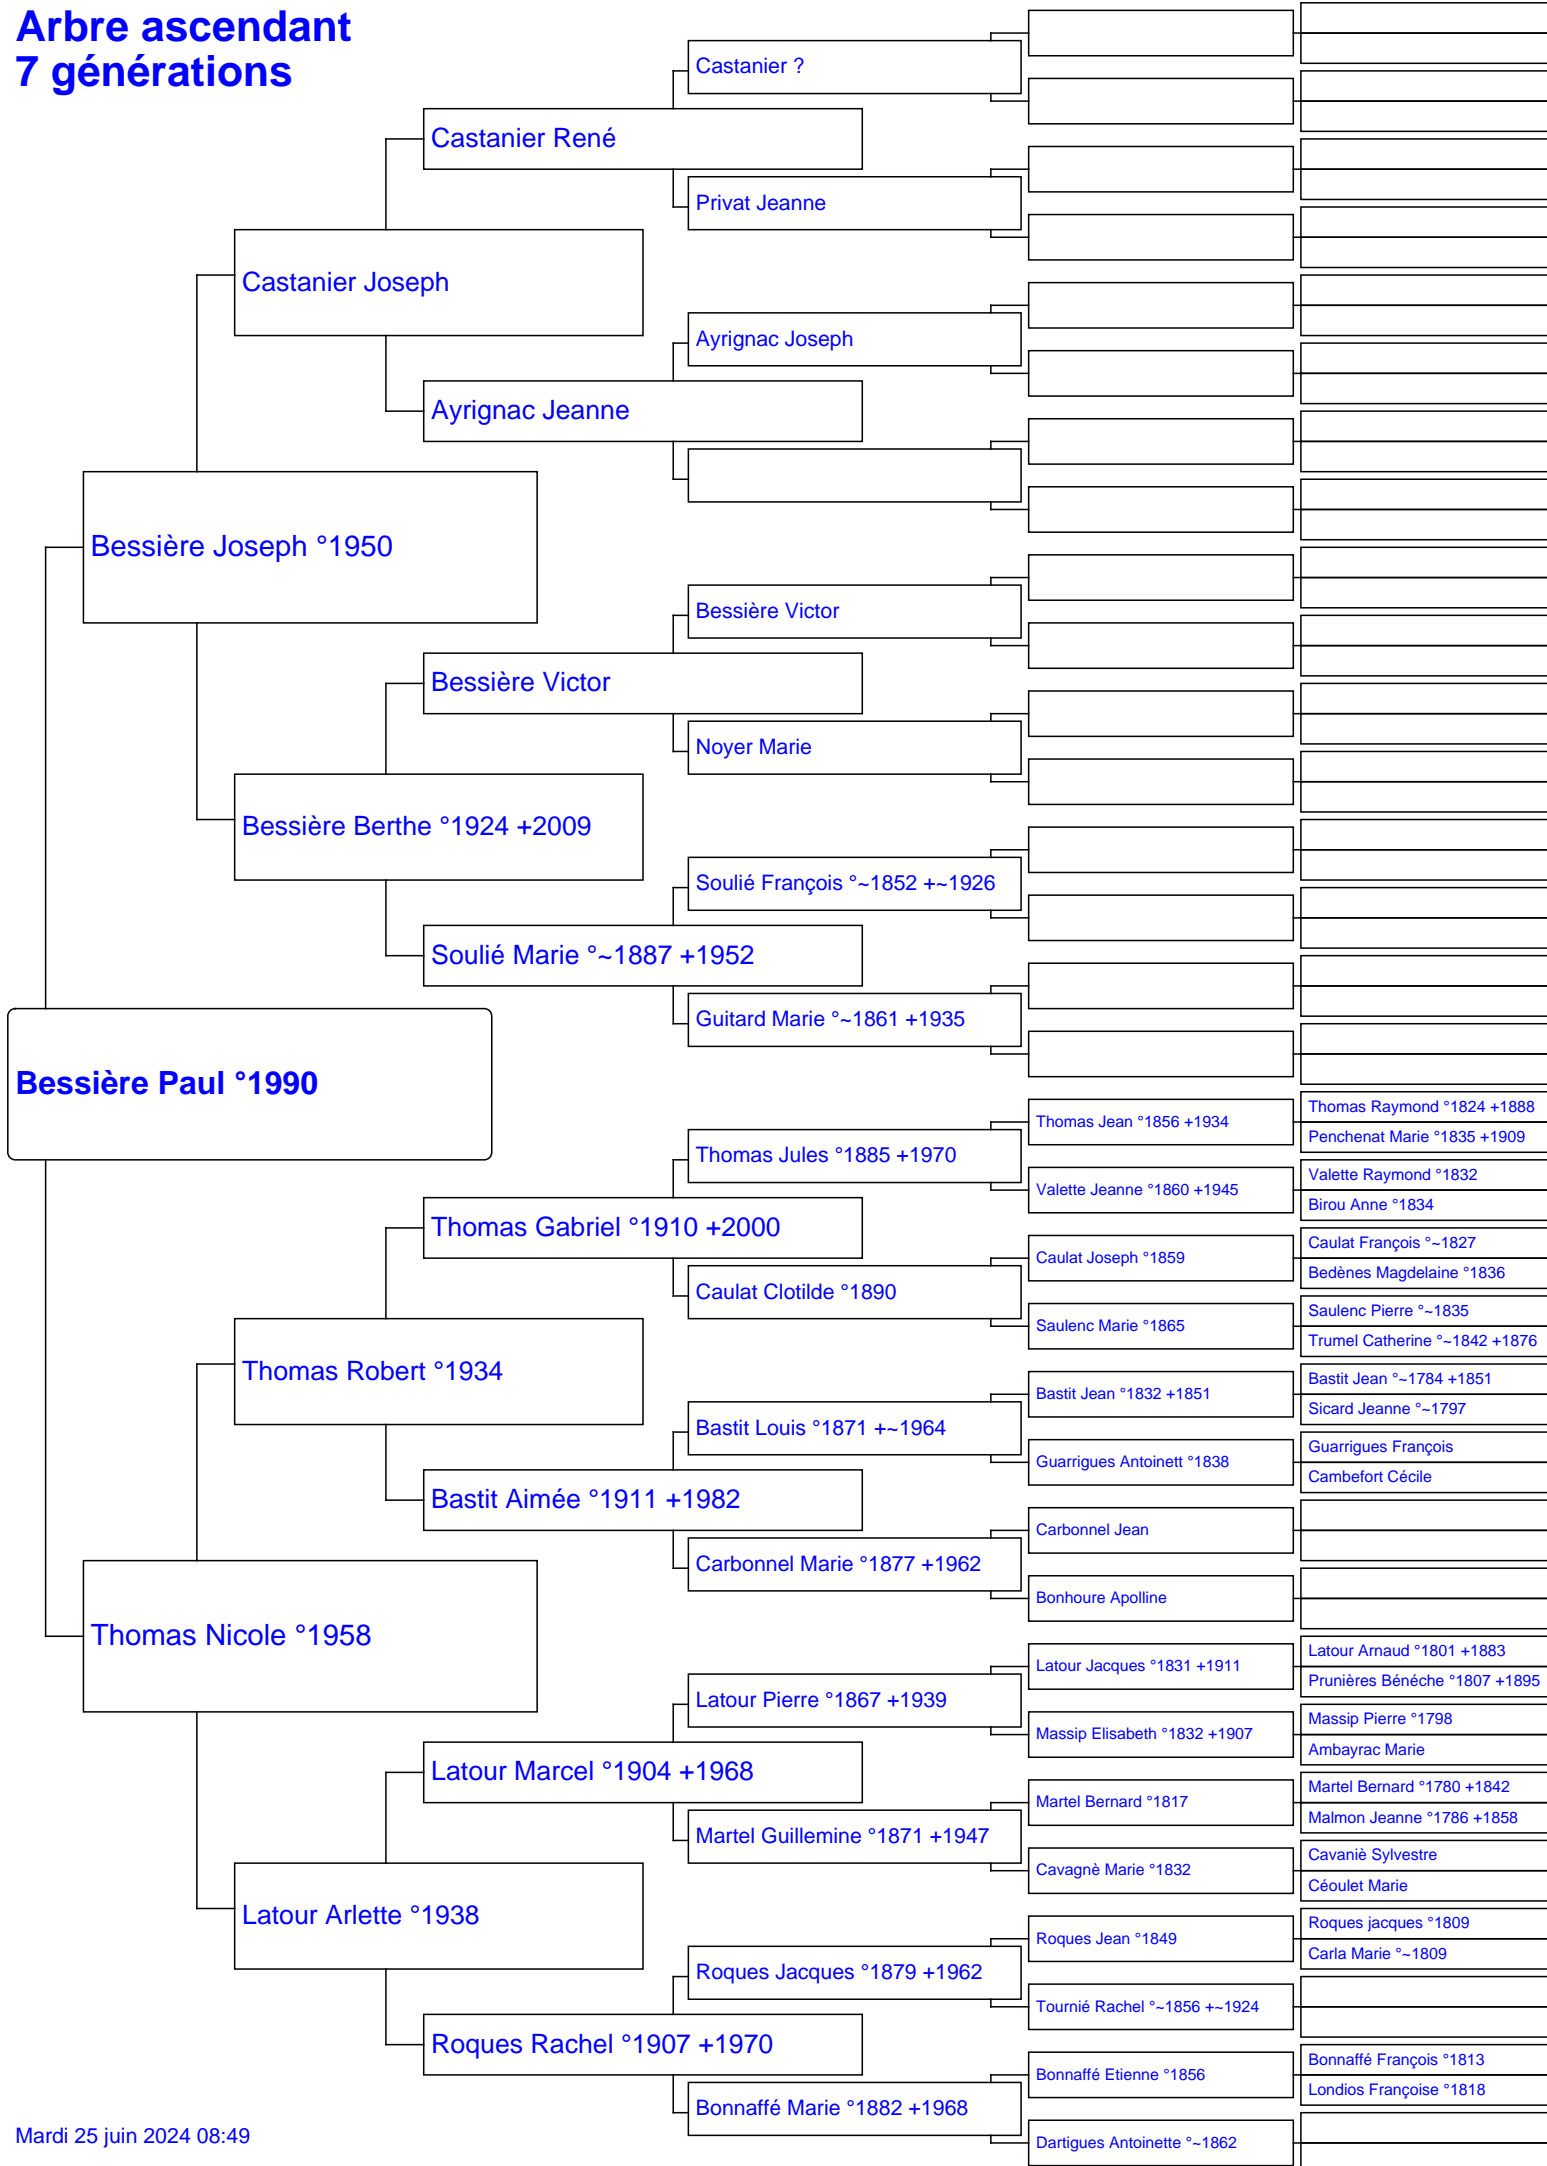 Arbre ascendant
7 générations
Castanier ?
Castanier René
Privat Jeanne
Castanier Joseph
Ayrignac Joseph
Ayrignac Jeanne
Bessière Joseph °1950
Bessière Victor
Bessière Victor
Noyer Marie
Bessière Berthe °1924 +2009
Soulié François °~1852 +~1926
Soulié Marie °~1887 +1952
Guitard Marie °~1861 +1935
Bessière Paul °1990
Thomas Raymond °1824 +1888
Thomas Jean °1856 +1934
Penchenat Marie °1835 +1909
Thomas Jules °1885 +1970
Valette Raymond °1832
Valette Jeanne °1860 +1945
Birou Anne °1834
Thomas Gabriel °1910 +2000
Caulat François °~1827
Caulat Joseph °1859
Bedènes Magdelaine °1836
Caulat Clotilde °1890
Saulenc Pierre °~1835
Saulenc Marie °1865
Trumel Catherine °~1842 +1876
Thomas Robert °1934
Bastit Jean °~1784 +1851
Bastit Jean °1832 +1851
Sicard Jeanne °~1797
Bastit Louis °1871 +~1964
Guarrigues François
Guarrigues Antoinett °1838
Cambefort Cécile
Bastit Aimée °1911 +1982
Carbonnel Jean
Carbonnel Marie °1877 +1962
Bonhoure Apolline
Thomas Nicole °1958
Latour Arnaud °1801 +1883
Latour Jacques °1831 +1911
Prunières Bénéche °1807 +1895
Latour Pierre °1867 +1939
Massip Pierre °1798
Massip Elisabeth °1832 +1907
Ambayrac Marie
Latour Marcel °1904 +1968
Martel Bernard °1780 +1842
Martel Bernard °1817
Malmon Jeanne °1786 +1858
Martel Guillemine °1871 +1947
Cavaniè Sylvestre
Cavagnè Marie °1832
Céoulet Marie
Latour Arlette °1938
Roques jacques °1809
Roques Jean °1849
Carla Marie °~1809
Roques Jacques °1879 +1962
Tournié Rachel °~1856 +~1924
Roques Rachel °1907 +1970
Bonnaffé François °1813
Bonnaffé Etienne °1856
Londios Françoise °1818
Bonnaffé Marie °1882 +1968
Dartigues Antoinette °~1862
Mardi 25 juin 2024 08:49